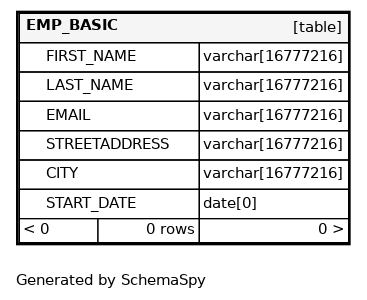 EMP_BASIC [table]
FIRST_NAME varchar[16777216]
LAST_NAME varchar[16777216]
EMAIL varchar[16777216]
STREETADDRESS varchar[16777216]
CITY varchar[16777216]
START_DATE date[0]
< 0 0 rows 0 >
Generated by SchemaSpy